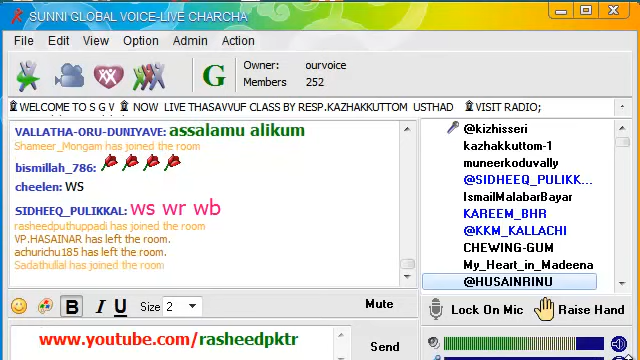 SUNNI GLOBAL VOICE-LIVE CHARCHA
File Edit View Option Admin Action
G
Owner: ourvoice
Members 252
WELCOME TO S G V NOW LIVE THASAVVUF CLASS BY RESP.KAZHAKKUTTOM USTHAD VISIT RADIO;
VALLATHA-ORU-DUNIYAVE: assalamu alikum
Shameer_Mongam has joined the room
bismillah_786:
cheelen: ws
SIDHEEQ_PULIKKAL: ws wr wb
rasheedputhuppadi has joined the room
VP.HASAINAR has left the room.
achurichu185 has left the room.
Sadathullal has joined the room
@kizhisseri
kazhakkuttom-1
muneerkoduvally
@SIDHEEQ_PULIKK...
IsmailMalabarBayar
KAREEM_BHR
@KKM_KALLACHI
CHEWING-GUM
My_Heart_in_Madeena
@HUSAINRINU
B I U Size 2 Mute
Lock On Mic Raise Hand
www.youtube.com/rasheedpktr
Send